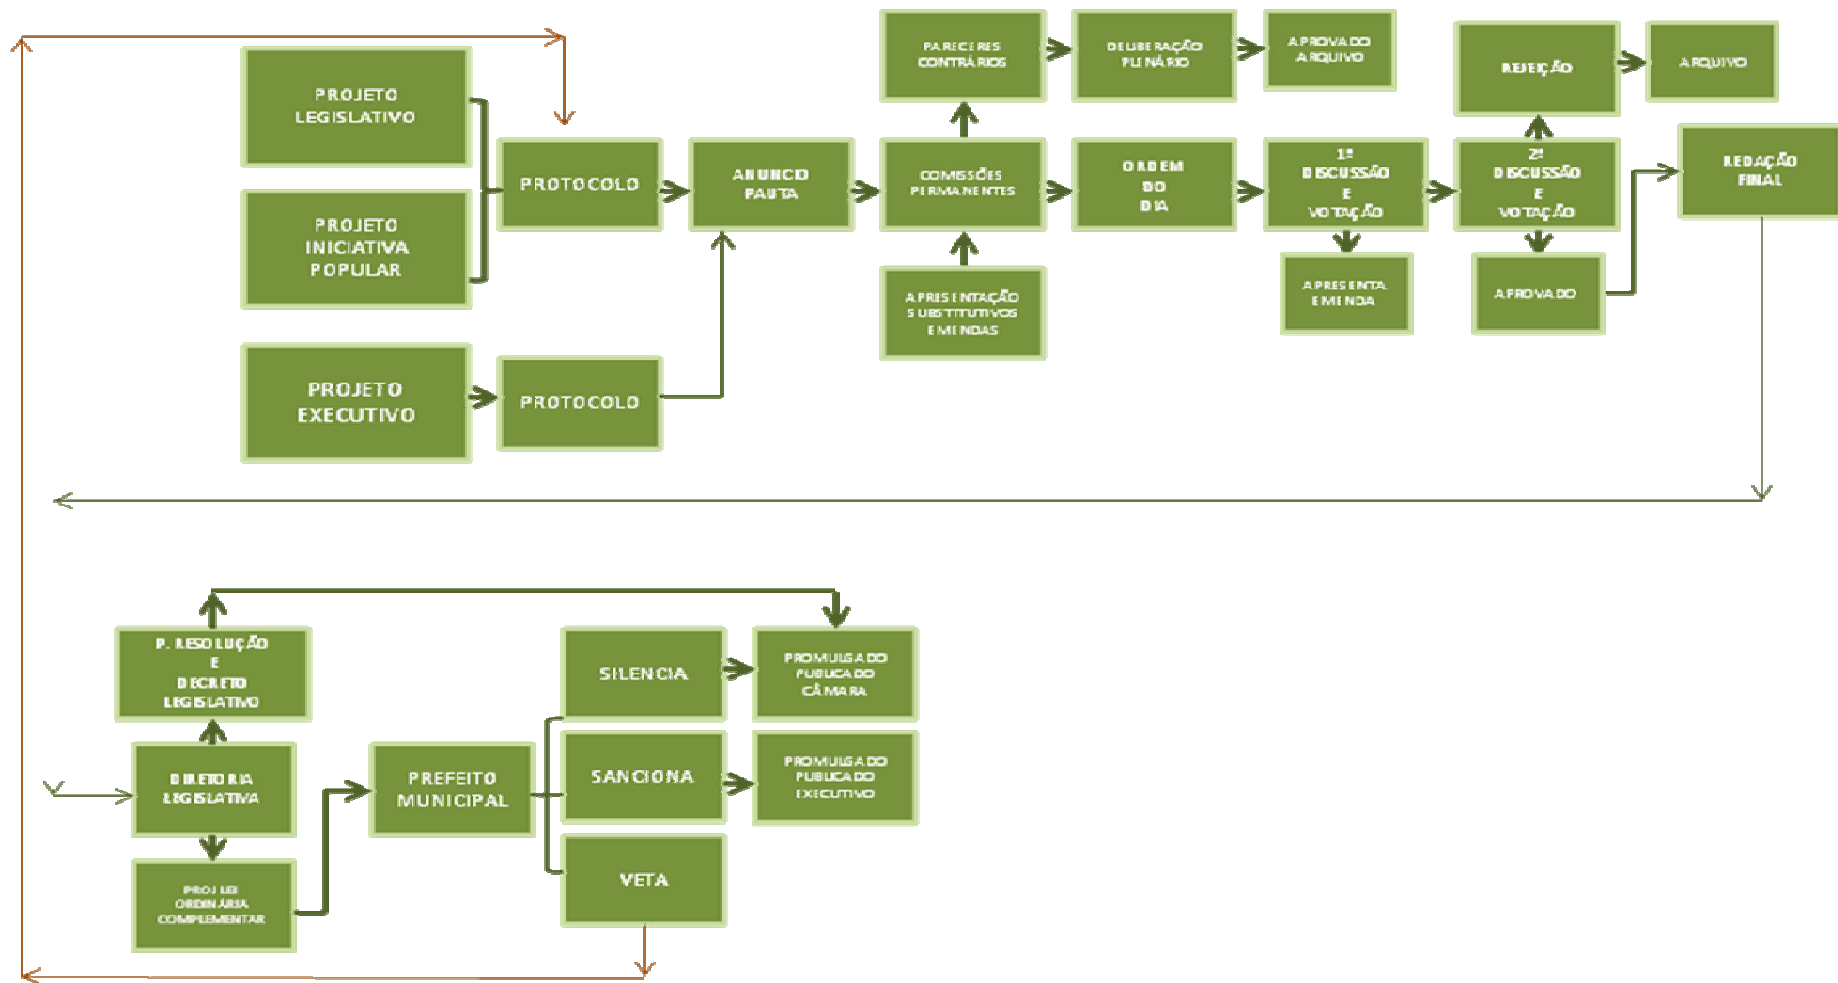 PARECERES
CONTRÁRIOS
DELIBERAÇÃO
PLENÁRIO
APROVADO
ARQUIVO
REJEIÇÃO
ARQUIVO
PROJETO
LEGISLATIVO
PROJETO
INICIATIVA
POPULAR
PROTOCOLO
ANUNCIO
PAUTA
COMISSÕES
PERMANENTES
ORDEM
DO
DIA
1ª
DISCUSSÃO
E
VOTAÇÃO
2ª
DISCUSSÃO
E
VOTAÇÃO
REDAÇÃO
FINAL
APRESENTAÇÃO
SUBSTITUTIVOS
EMENDAS
APRESENTA
EMENDA
APROVADO
PROJETO
EXECUTIVO
PROTOCOLO
P. RESOLUÇÃO
E
DECRETO
LEGISLATIVO
SILENCIA
PROMULGADO
PUBLICADO
CÂMARA
DIRETORIA
LEGISLATIVA
PREFEITO
MUNICIPAL
SANCIONA
PROMULGADO
PUBLICADO
EXECUTIVO
PROJ LEI
ORDINÁRIA
COMPLEMENTAR
VETA